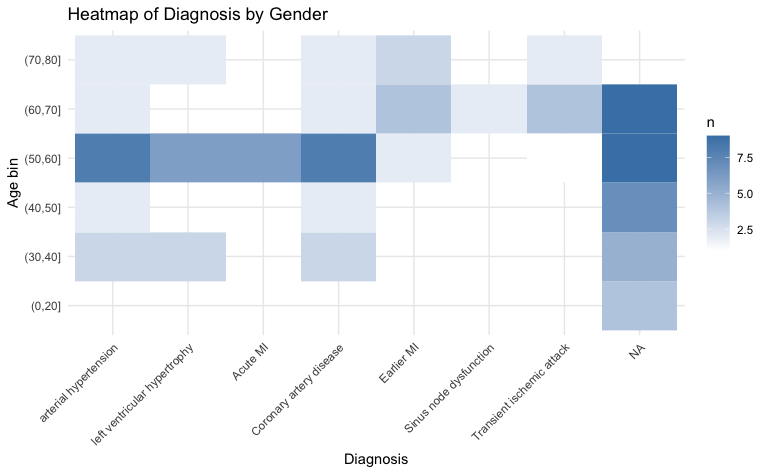 Heatmap of Diagnosis by Gender
Age bin
(70,80]
(60,70]
(50,60]
(40,50]
(30,40]
(0,20]
arterial hypertension
left ventricular hypertrophy
Acute MI
Coronary artery disease
Earlier MI
Sinus node dysfunction
Transient ischemic attack
NA
Diagnosis
n
7.5
5.0
2.5